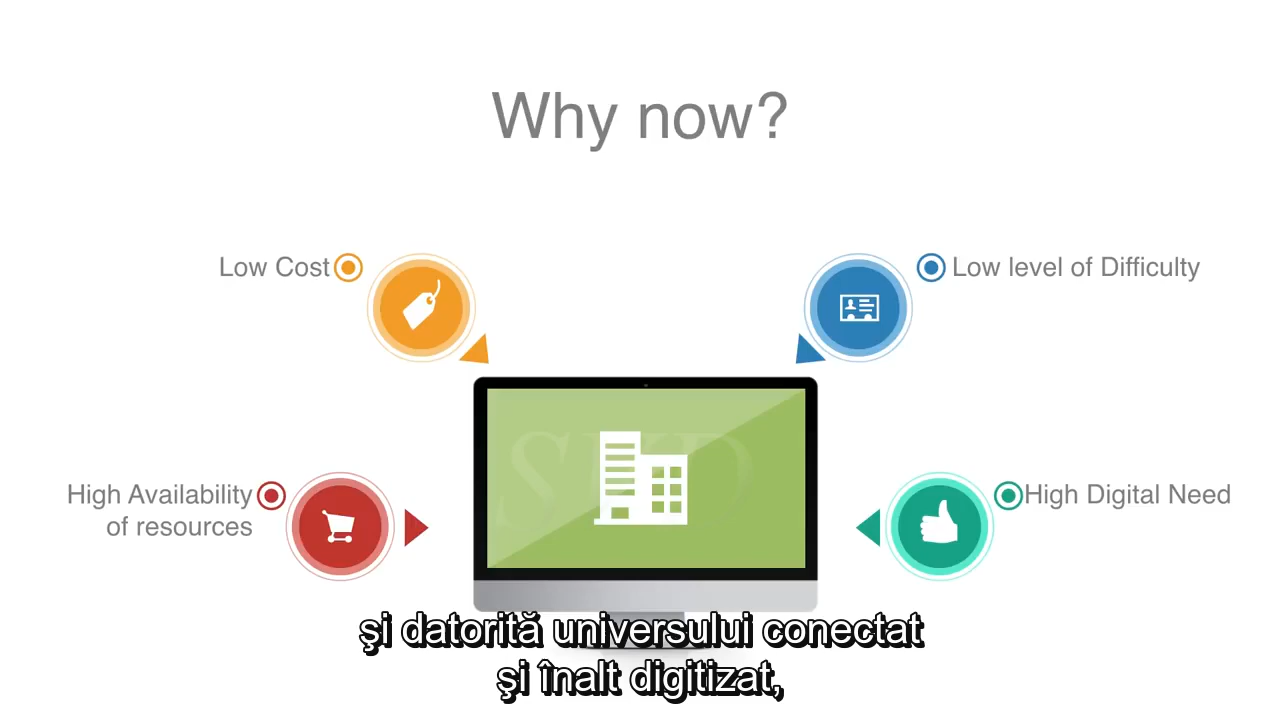 Why now?
Low Cost
Low level of Difficulty
High Availability
of resources
High Digital Need
şi datorită universului conectat
şi înalt digitizat,